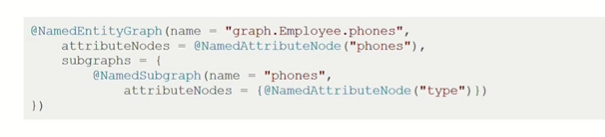 @NamedEntityGraph(name = "graph.Employee.phones",
attributeNodes = @NamedAttributeNode("phones"),
subgraphs = {
@NamedSubgraph(name = "phones",
attributeNodes = {@NamedAttributeNode("type")})
})